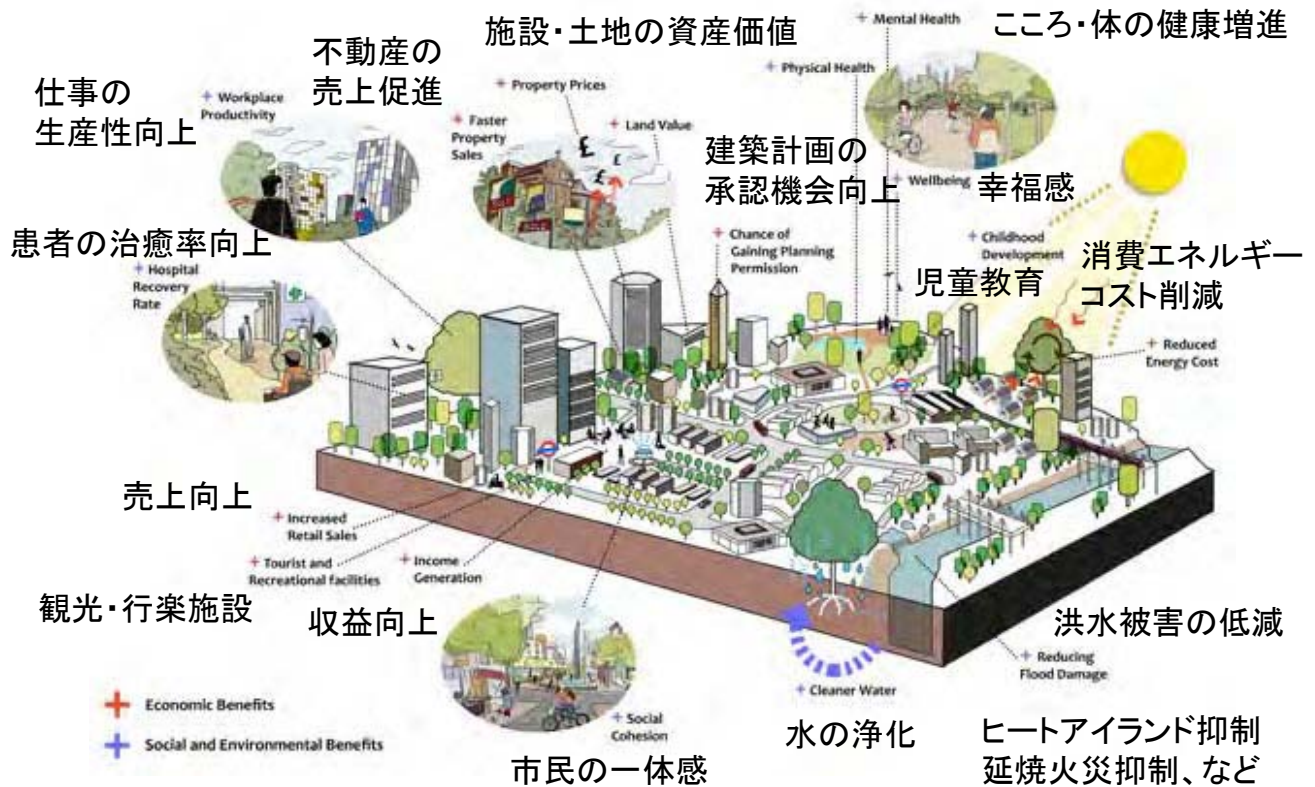 施設・土地の資産価値
+ Mental Health
こころ・体の健康増進
不動産の
売上促進
+ Physical Health
仕事の
生産性向上
+ Workplace
Productivity
+ Property Prices
+ Faster
Property
Sales
+ Land Value
£
£
£
建築計画の
承認機会向上
+ Wellbeing
幸福感
患者の治癒率向上
+ Hospital
Recovery
Rate
+ Chance of
Gaining Planning
Permission
+ Childhood
Development
児童教育
消費エネルギー
コスト削減
+ Reduced
Energy Cost
売上向上
+ Increased
Retail Sales
+ Tourist and
Recreational facilities
+ Income
Generation
観光・行楽施設
収益向上
洪水被害の低減
+ Reducing
Flood Damage
+ Cleaner Water
水の浄化
+ Economic Benefits
+ Social and Environmental Benefits
+ Social
Cohesion
市民の一体感
ヒートアイランド抑制
延焼火災抑制、など